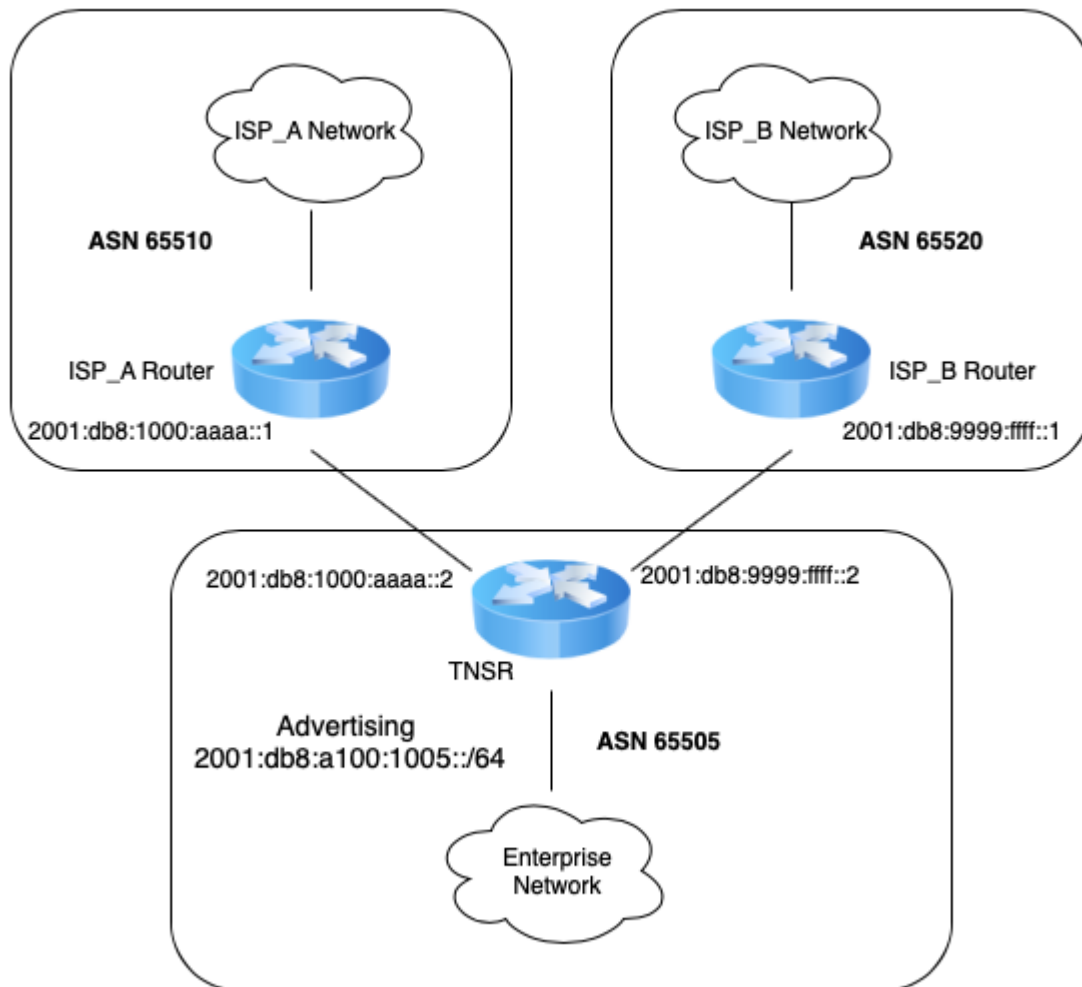 ISP_A Network
ISP_B Network
ASN 65510
ASN 65520
ISP_A Router
ISP_B Router
2001:db8:1000:aaaa::1
2001:db8:9999:ffff::1
2001:db8:1000:aaaa::2
2001:db8:9999:ffff::2
TNSR
Advertising
2001:db8:a100:1005::/64
ASN 65505
Enterprise
Network